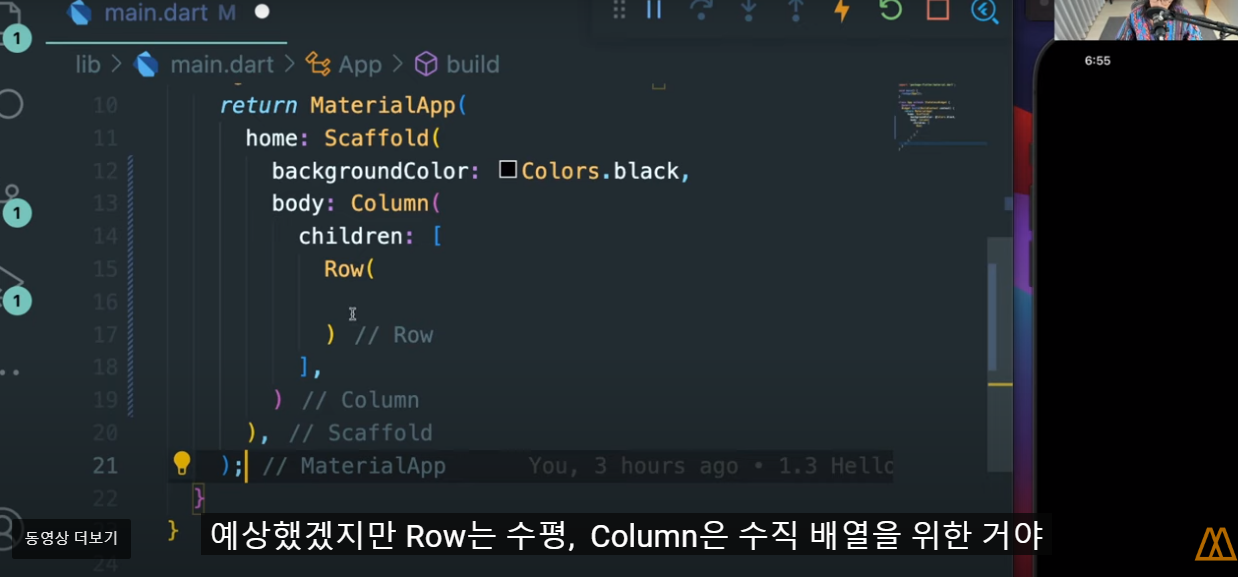 main.dart M
1
lib > main.dart > App > build
6:55
10 return MaterialApp(
11 home: Scaffold(
12 backgroundColor: Colors.black,
13 body: Column(
14 children: [
15 Row(
16
17 ) // Row
18 ],
19 ) // Column
20 ), // Scaffold
21 ); // MaterialApp You, 3 hours ago • 1.3 Hello
22 }
}
24
1
1
동영상 더보기
예상했겠지만 Row는 수평, Column은 수직 배열을 위한 거야